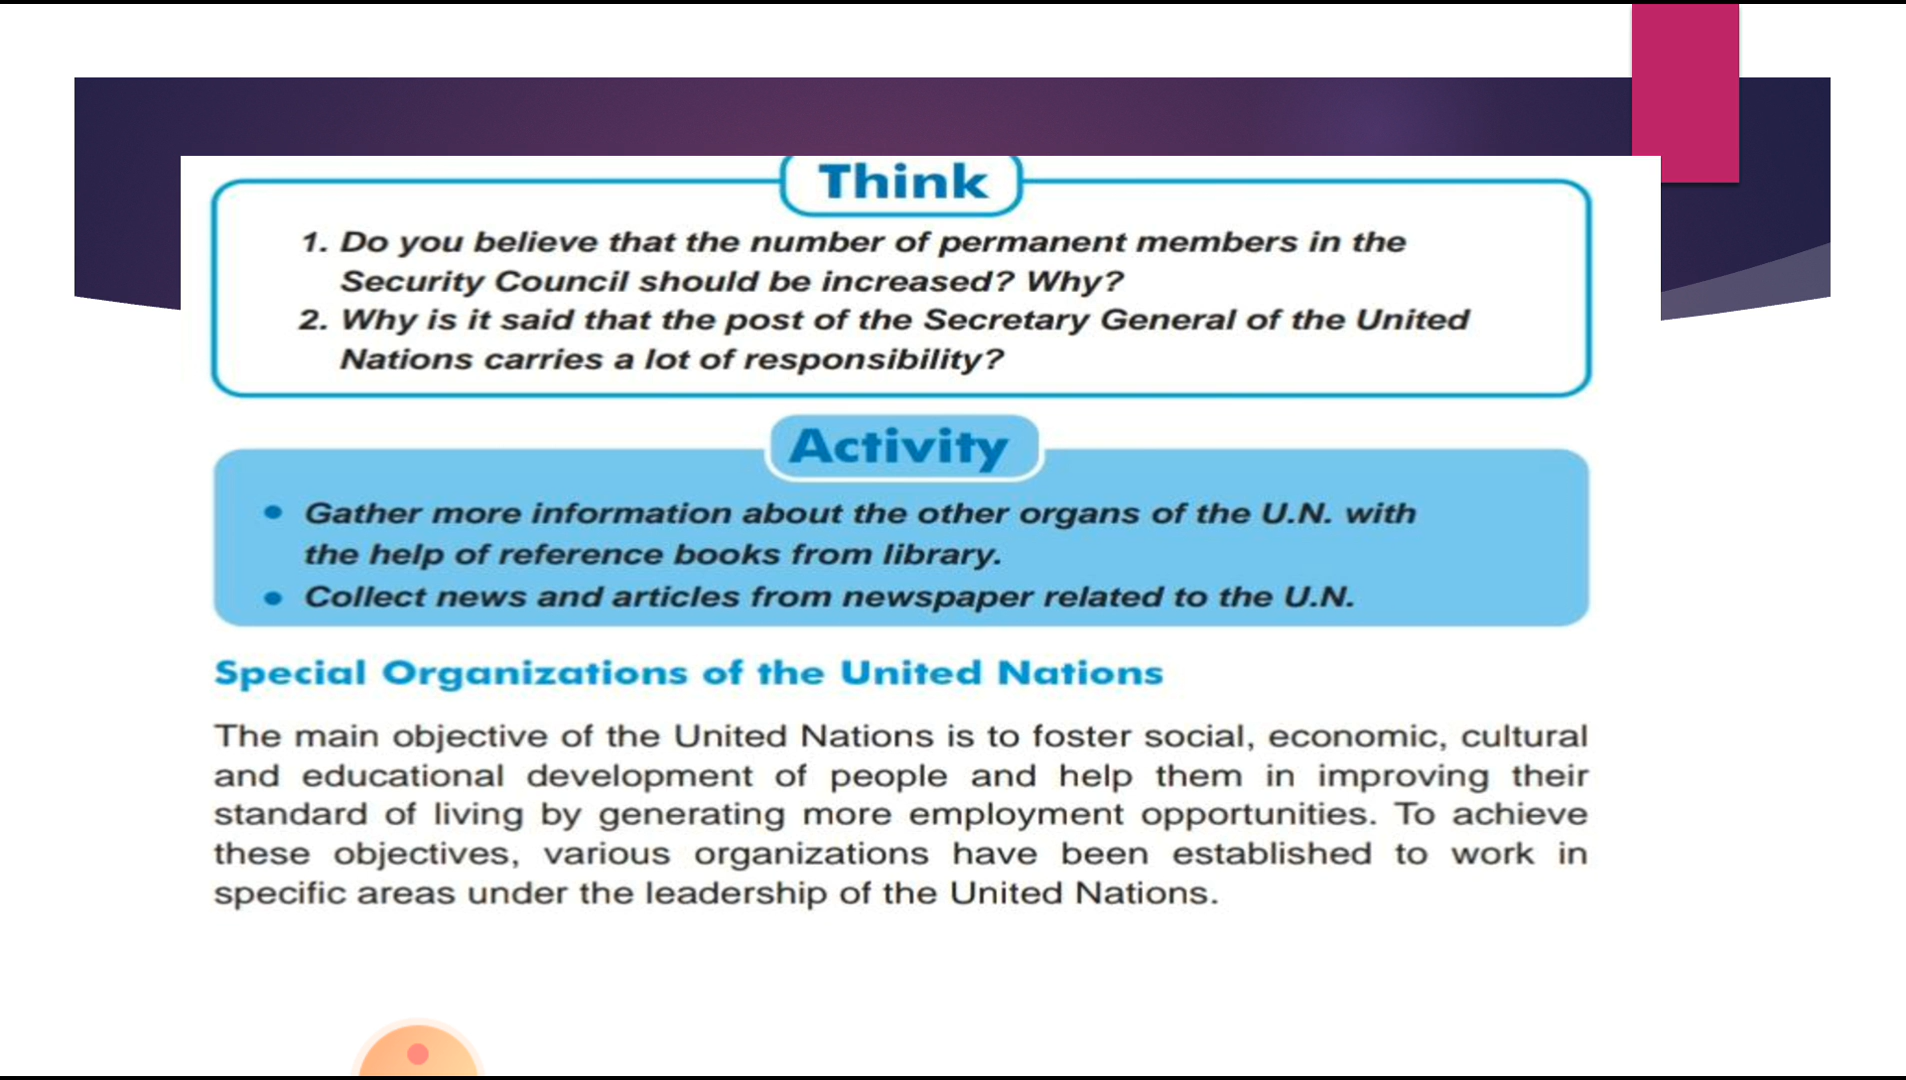 Think
1. Do you believe that the number of permanent members in the
Security Council should be increased? Why?
2. Why is it said that the post of the Secretary General of the United
Nations carries a lot of responsibility?
Activity
• Gather more information about the other organs of the U.N. with
the help of reference books from library.
• Collect news and articles from newspaper related to the U.N.
Special Organizations of the United Nations
The main objective of the United Nations is to foster social, economic, cultural
and educational development of people and help them in improving their
standard of living by generating more employment opportunities. To achieve
these objectives, various organizations have been established to work in
specific areas under the leadership of the United Nations.